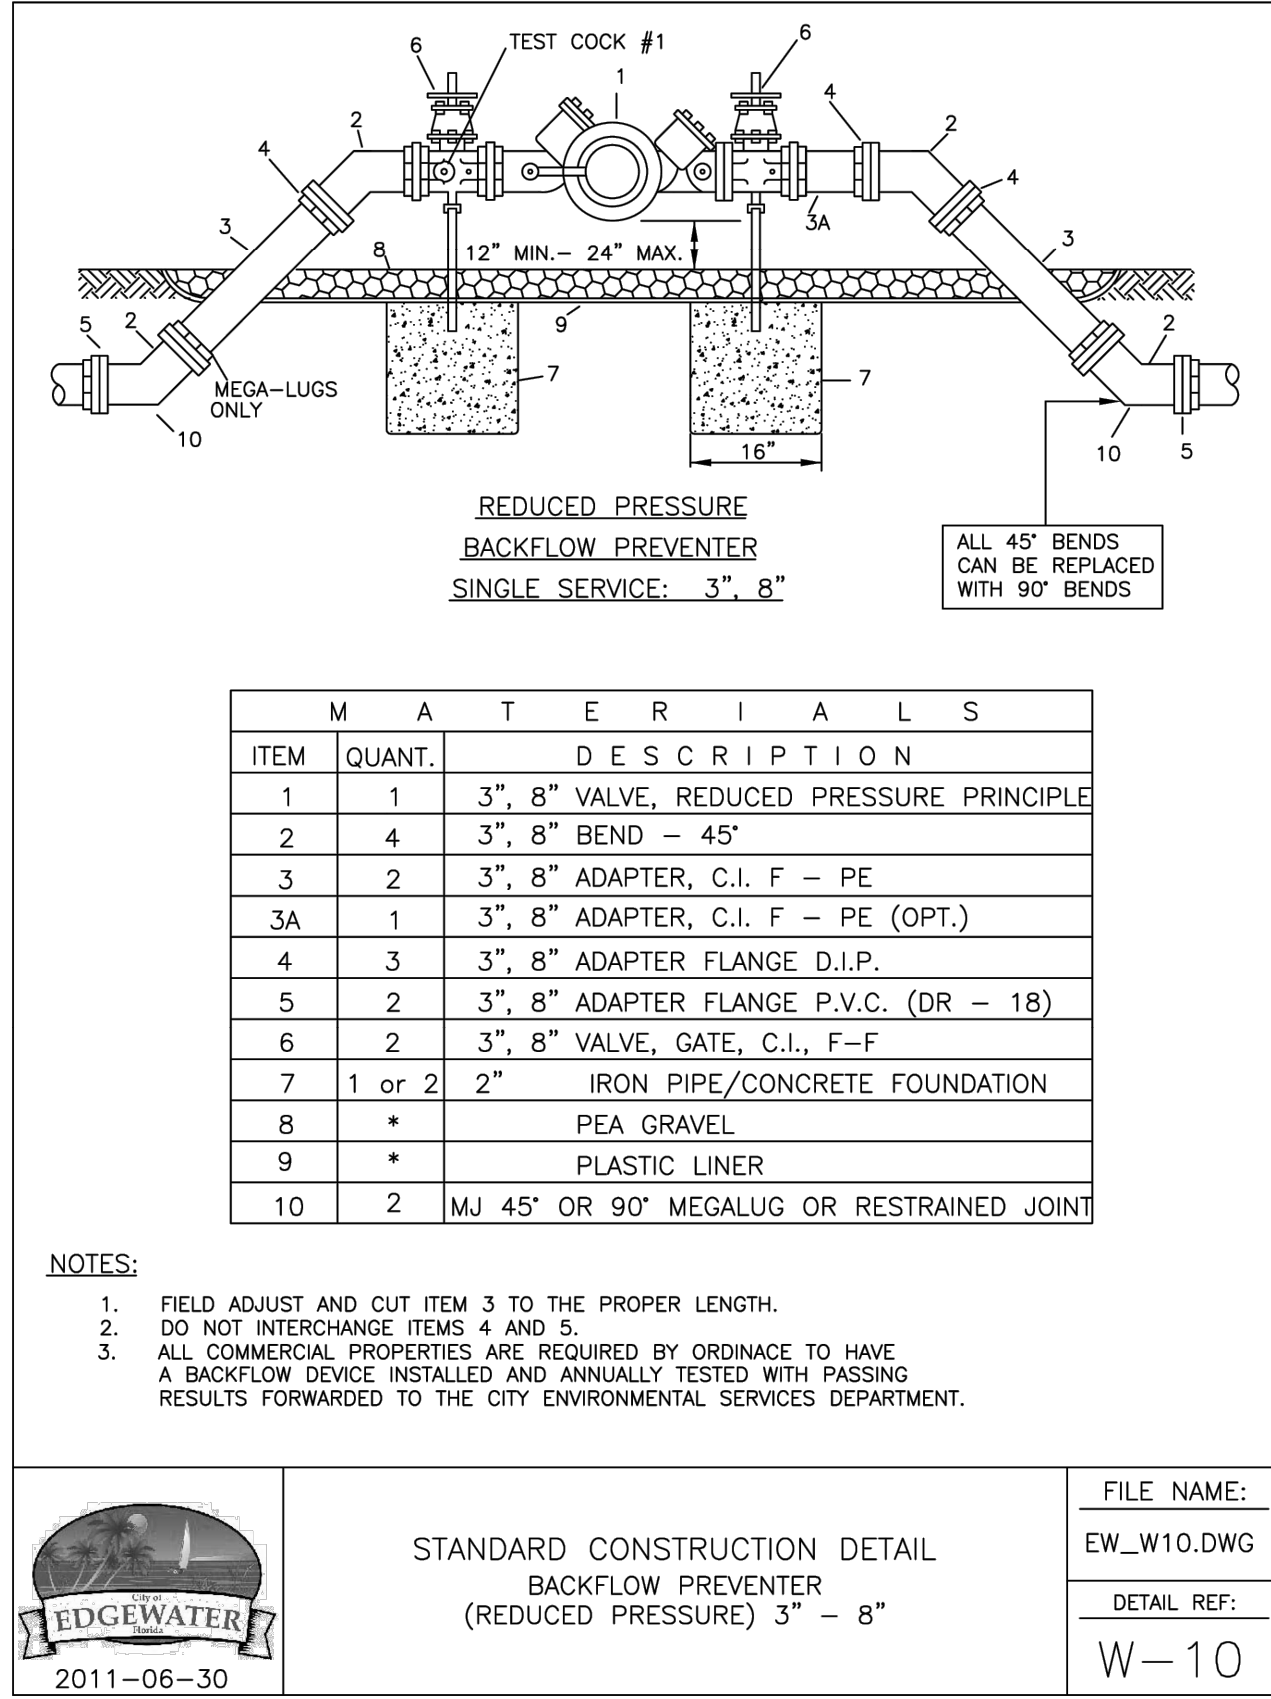 6
TEST COCK #1
1
6
4
2
4
2
4
3
3A
3
8
12” MIN.– 24” MAX.
5
2
9
2
MEGA–LUGS
ONLY
7
7
10
16”
10
5
REDUCED PRESSURE
BACKFLOW PREVENTER
SINGLE SERVICE: 3”, 8”
ALL 45° BENDS
CAN BE REPLACED
WITH 90° BENDS
M A T E R I A L S
ITEM QUANT. D E S C R I P T I O N
1 1 3”, 8” VALVE, REDUCED PRESSURE PRINCIPLE
2 4 3”, 8” BEND – 45°
3 2 3”, 8” ADAPTER, C.I. F – PE
3A 1 3”, 8” ADAPTER, C.I. F – PE (OPT.)
4 3 3”, 8” ADAPTER FLANGE D.I.P.
5 2 3”, 8” ADAPTER FLANGE P.V.C. (DR – 18)
6 2 3”, 8” VALVE, GATE, C.I., F–F
7 1 or 2 2” IRON PIPE/CONCRETE FOUNDATION
8 * PEA GRAVEL
9 * PLASTIC LINER
10 2 MJ 45° OR 90° MEGALUG OR RESTRAINED JOINT
NOTES:
1. FIELD ADJUST AND CUT ITEM 3 TO THE PROPER LENGTH.
2. DO NOT INTERCHANGE ITEMS 4 AND 5.
3. ALL COMMERCIAL PROPERTIES ARE REQUIRED BY ORDINACE TO HAVE
A BACKFLOW DEVICE INSTALLED AND ANNUALLY TESTED WITH PASSING
RESULTS FORWARDED TO THE CITY ENVIRONMENTAL SERVICES DEPARTMENT.
City of
EDGEWATER
Florida
2011–06–30
STANDARD CONSTRUCTION DETAIL
BACKFLOW PREVENTER
(REDUCED PRESSURE) 3” – 8”
FILE NAME:
EW_W10.DWG
DETAIL REF:
W–10